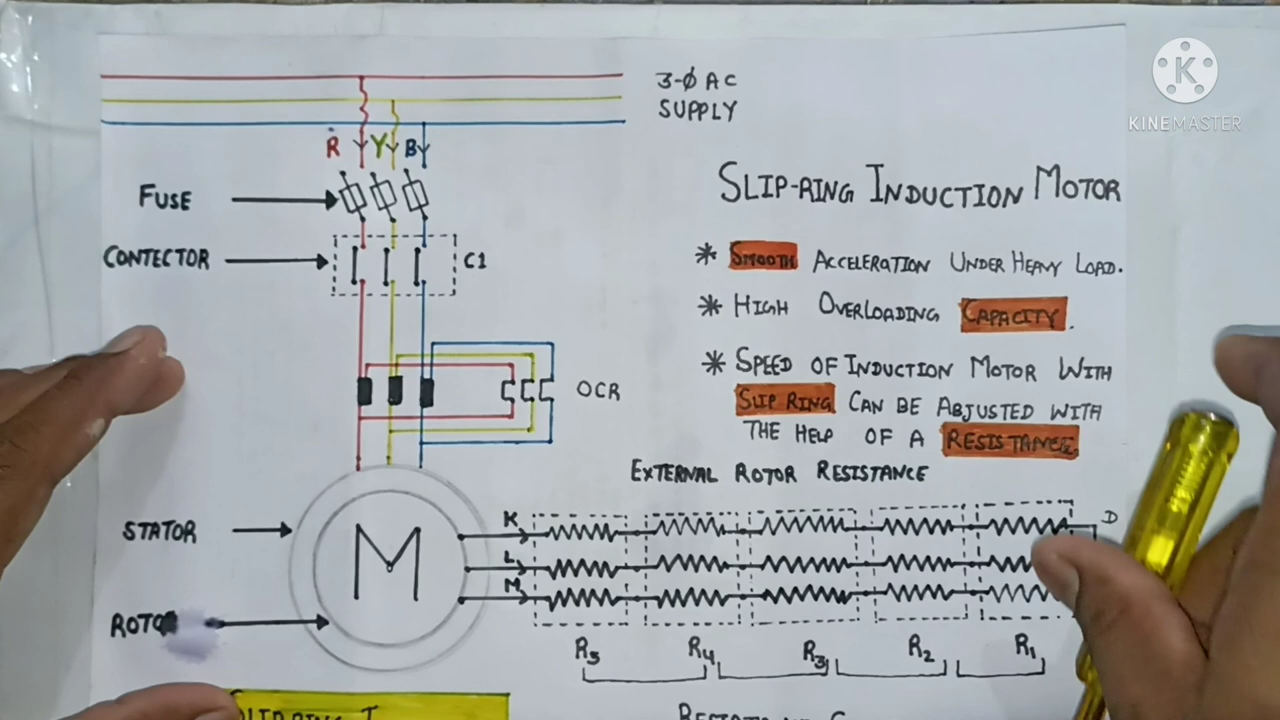 3-Ø AC
SUPPLY
K
KINEMASTER
R Y B
FUSE
CONTECTOR
C1
OCR
SLIP-RING INDUCTION MOTOR
* SMOOTH ACCELERATION UNDER HEAVY LOAD.
* HIGH OVERLOADING CAPACITY.
* SPEED OF INDUCTION MOTOR WITH
SLIP RING CAN BE ADJUSTED WITH
THE HELP OF A RESISTANCE
EXTERNAL ROTOR RESISTANCE
STATOR
M
K
L
M
D
R5 R4 R3 R2 R1